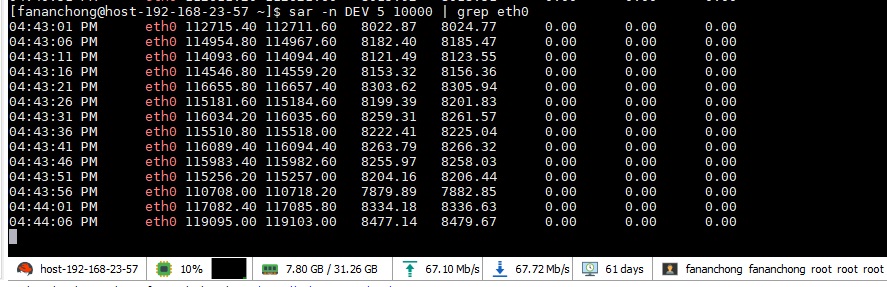 [fananchong@host-192-168-23-57 ~]$ sar -n DEV 5 10000 | grep eth0
04:43:01 PM eth0 112715.40 112711.60 8022.87 8024.77 0.00 0.00 0.00
04:43:06 PM eth0 114954.80 114967.60 8182.40 8185.47 0.00 0.00 0.00
04:43:11 PM eth0 114093.60 114094.40 8121.49 8123.55 0.00 0.00 0.00
04:43:16 PM eth0 114546.80 114559.20 8153.32 8156.36 0.00 0.00 0.00
04:43:21 PM eth0 116655.80 116657.40 8303.62 8305.94 0.00 0.00 0.00
04:43:26 PM eth0 115181.60 115184.60 8199.39 8201.83 0.00 0.00 0.00
04:43:31 PM eth0 116034.20 116035.60 8259.31 8261.57 0.00 0.00 0.00
04:43:36 PM eth0 115510.80 115518.00 8222.41 8225.04 0.00 0.00 0.00
04:43:41 PM eth0 116089.40 116094.40 8263.79 8266.32 0.00 0.00 0.00
04:43:46 PM eth0 115983.40 115982.60 8255.97 8258.03 0.00 0.00 0.00
04:43:51 PM eth0 115256.20 115257.00 8204.16 8206.44 0.00 0.00 0.00
04:43:56 PM eth0 110708.00 110718.20 7879.89 7882.85 0.00 0.00 0.00
04:44:01 PM eth0 117082.40 117085.80 8334.18 8336.63 0.00 0.00 0.00
04:44:06 PM eth0 119095.00 119103.00 8477.14 8479.67 0.00 0.00 0.00
host-192-168-23-57 10% 7.80 GB / 31.26 GB 67.10 Mb/s 67.72 Mb/s 61 days fananchong fananchong root root root